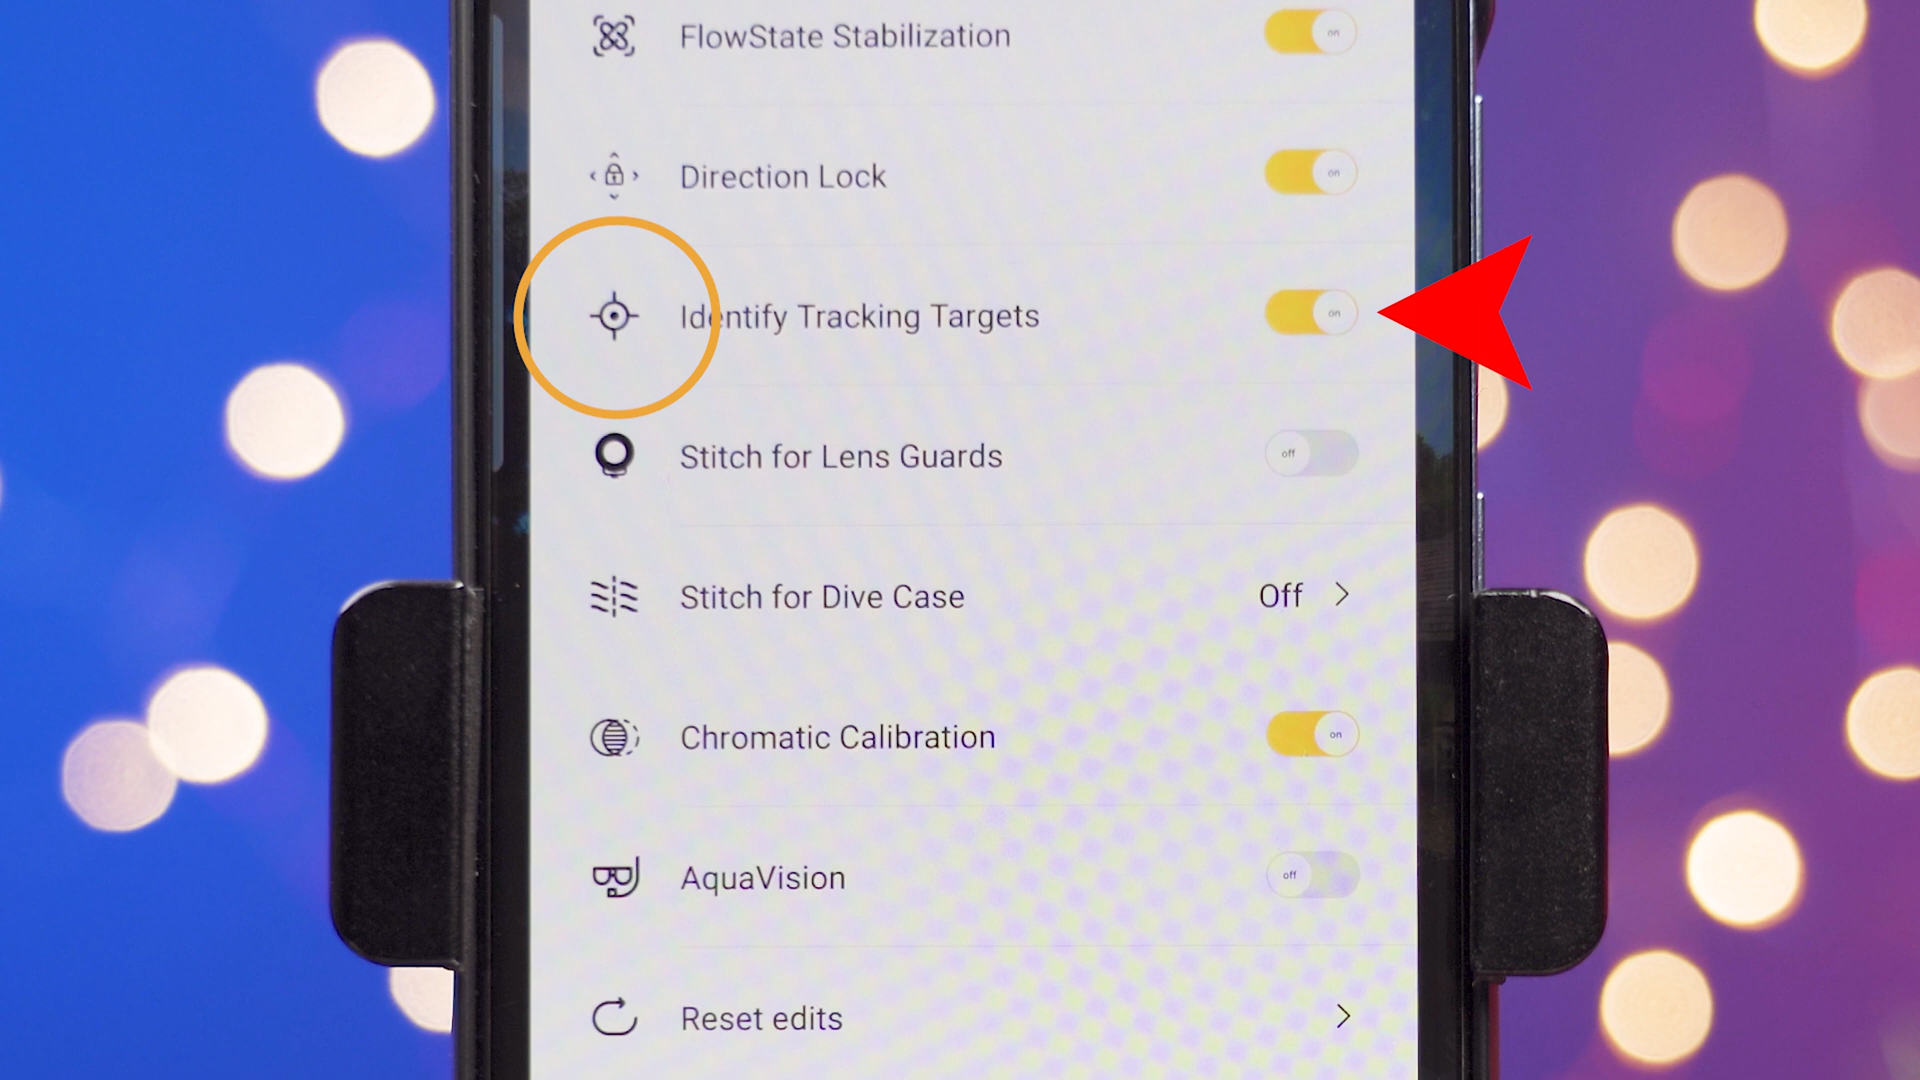 FlowState Stabilization on
Direction Lock on
Identify Tracking Targets on
Stitch for Lens Guards off
Stitch for Dive Case Off >
Chromatic Calibration on
AquaVision off
Reset edits >